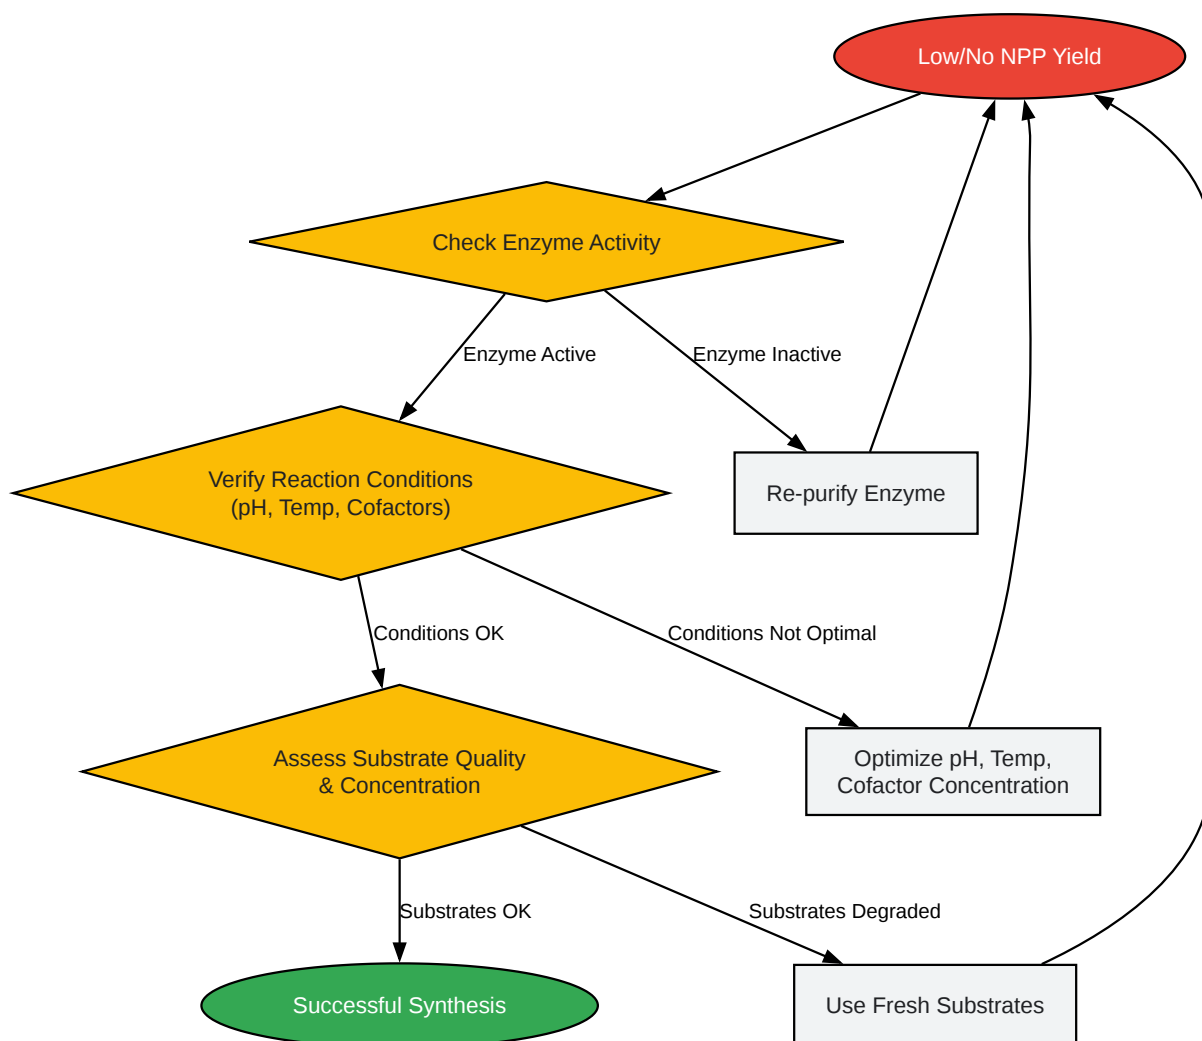 Low/No NPP Yield
Check Enzyme Activity
Enzyme Active
Enzyme Inactive
Verify Reaction Conditions
(pH, Temp, Cofactors)
Re-purify Enzyme
Conditions OK
Conditions Not Optimal
Assess Substrate Quality
& Concentration
Optimize pH, Temp,
Cofactor Concentration
Substrates OK
Substrates Degraded
Successful Synthesis
Use Fresh Substrates